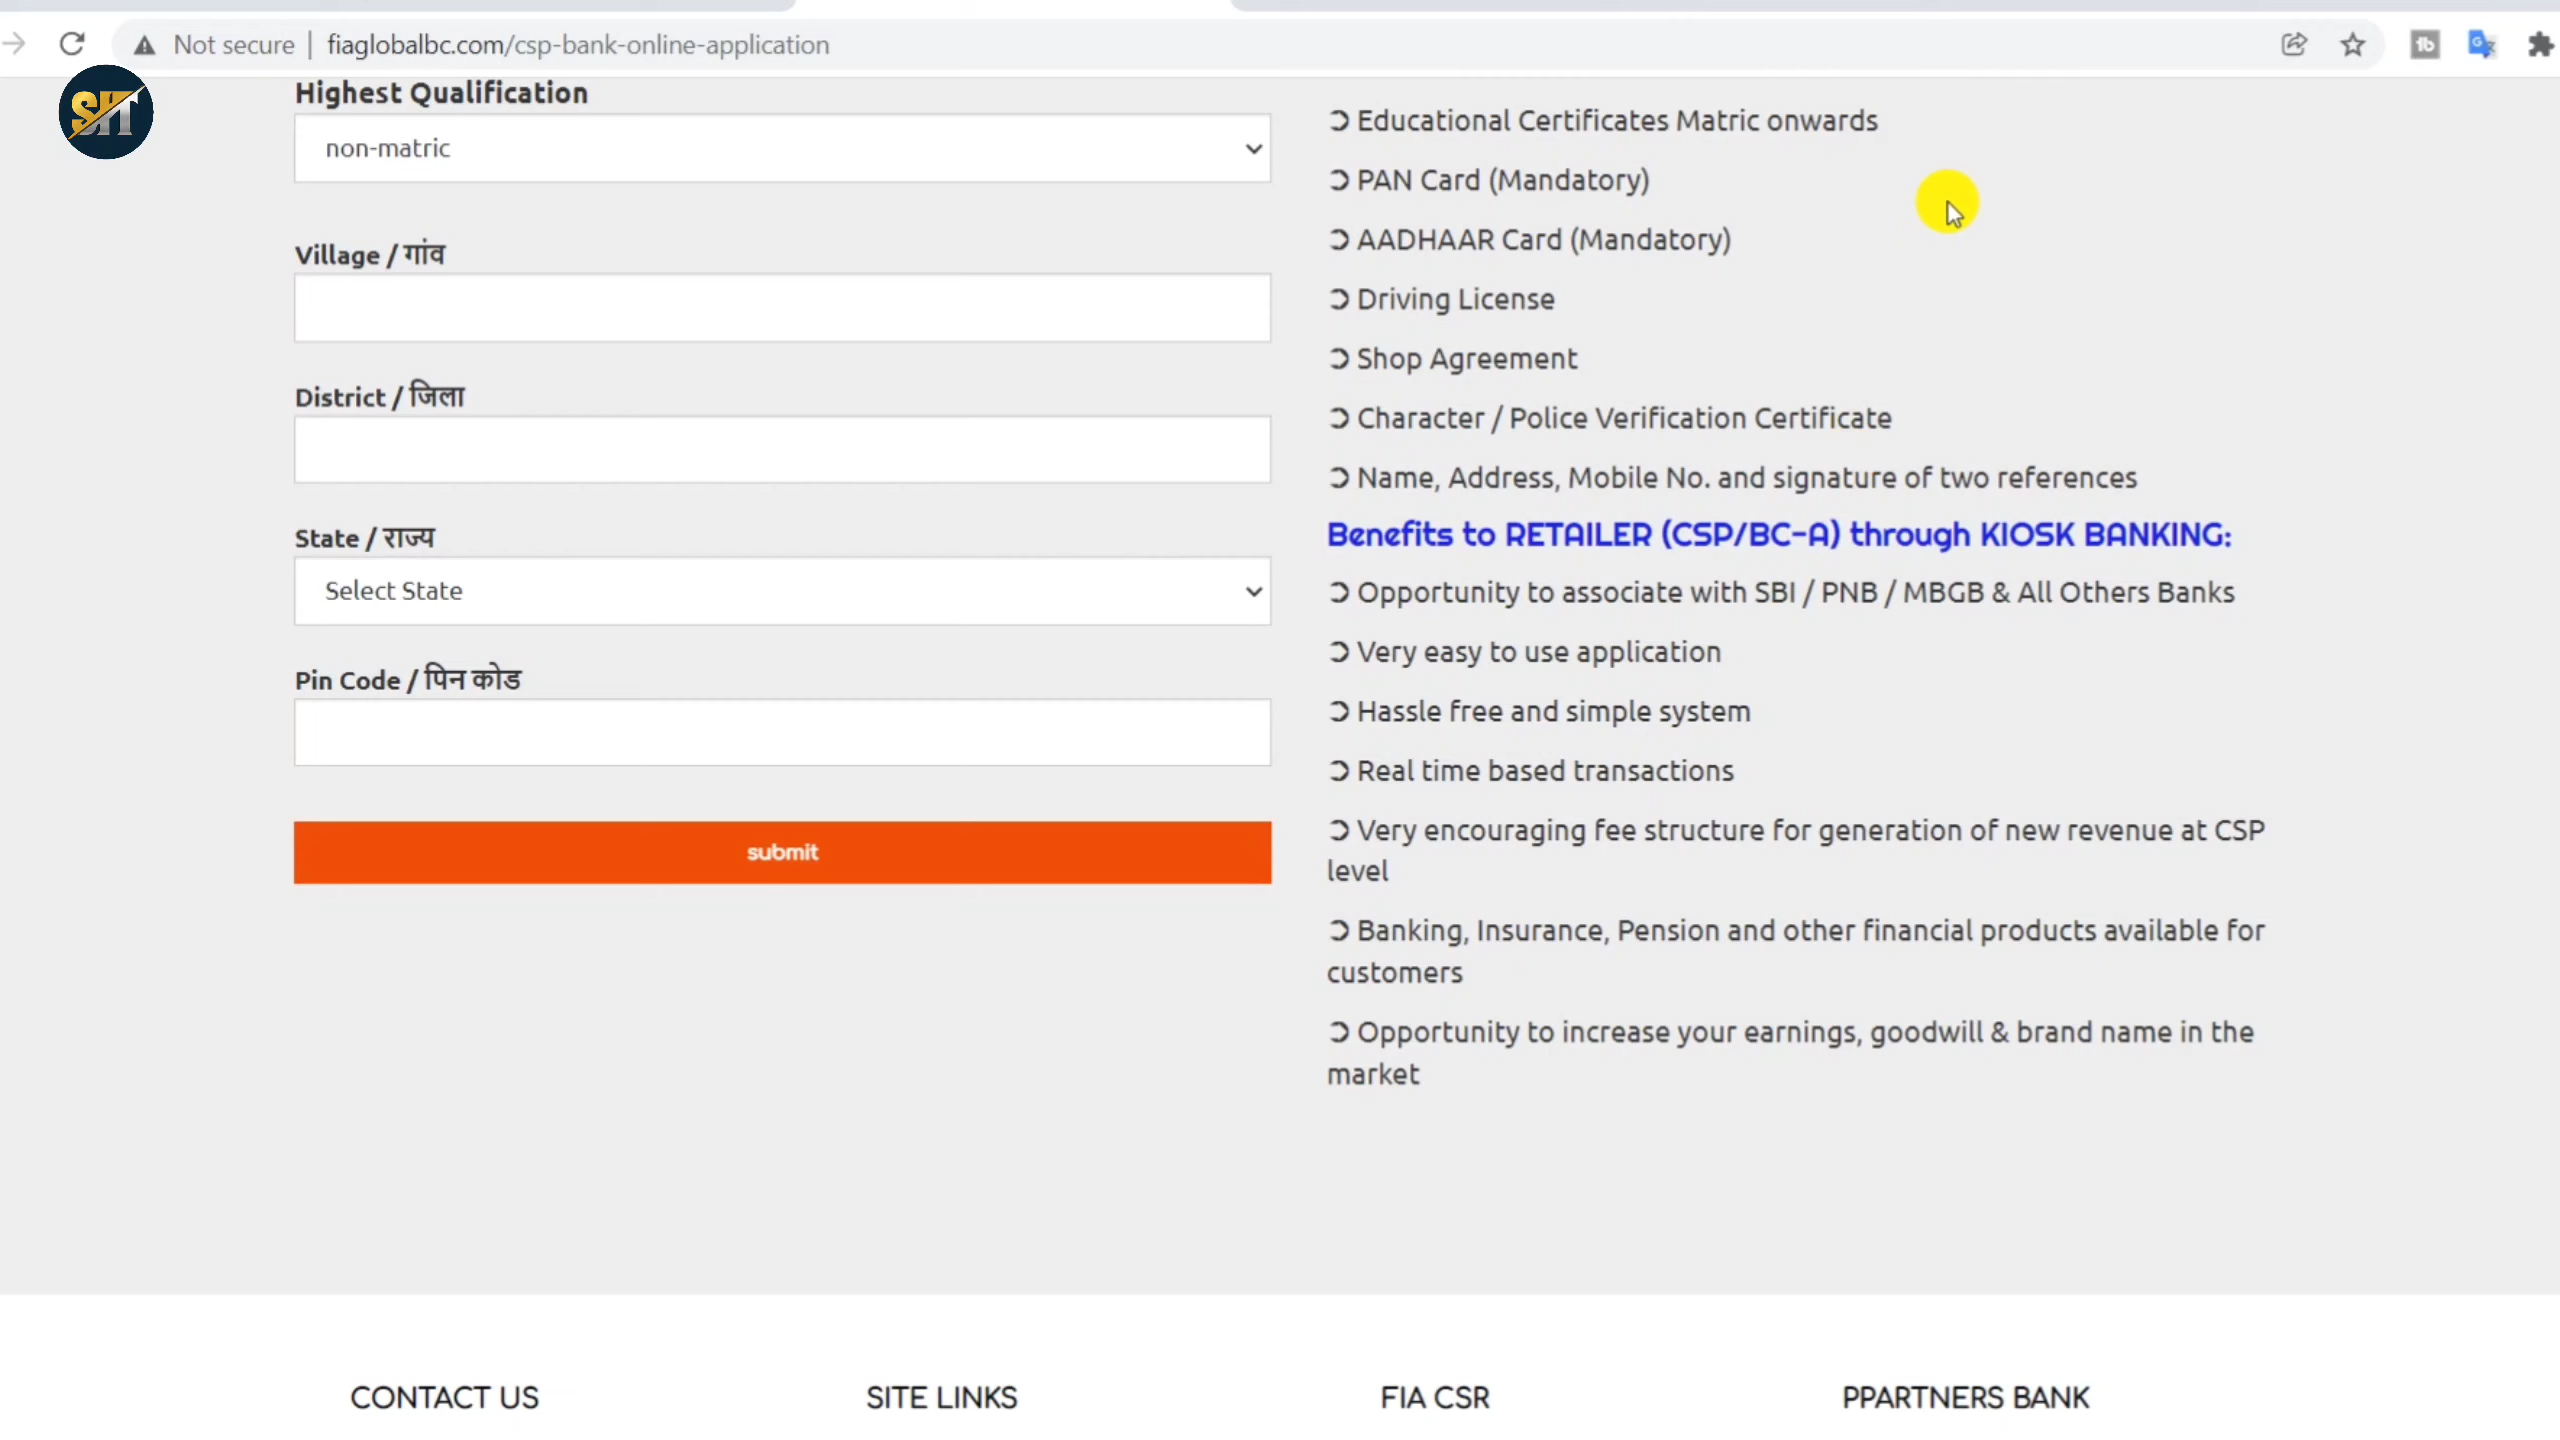 Not secure | fiaglobalbc.com/csp-bank-online-application
SIT
Highest Qualification
non-matric
Village / गांव
District / जिला
State / राज्य
Select State
Pin Code / पिन कोड
submit
Educational Certificates Matric onwards
PAN Card (Mandatory)
AADHAAR Card (Mandatory)
Driving License
Shop Agreement
Character / Police Verification Certificate
Name, Address, Mobile No. and signature of two references
Benefits to RETAILER (CSP/BC-A) through KIOSK BANKING:
Opportunity to associate with SBI / PNB / MBGB & All Others Banks
Very easy to use application
Hassle free and simple system
Real time based transactions
Very encouraging fee structure for generation of new revenue at CSP
level
Banking, Insurance, Pension and other financial products available for
customers
Opportunity to increase your earnings, goodwill & brand name in the
market
CONTACT US
SITE LINKS
FIA CSR
PPARTNERS BANK